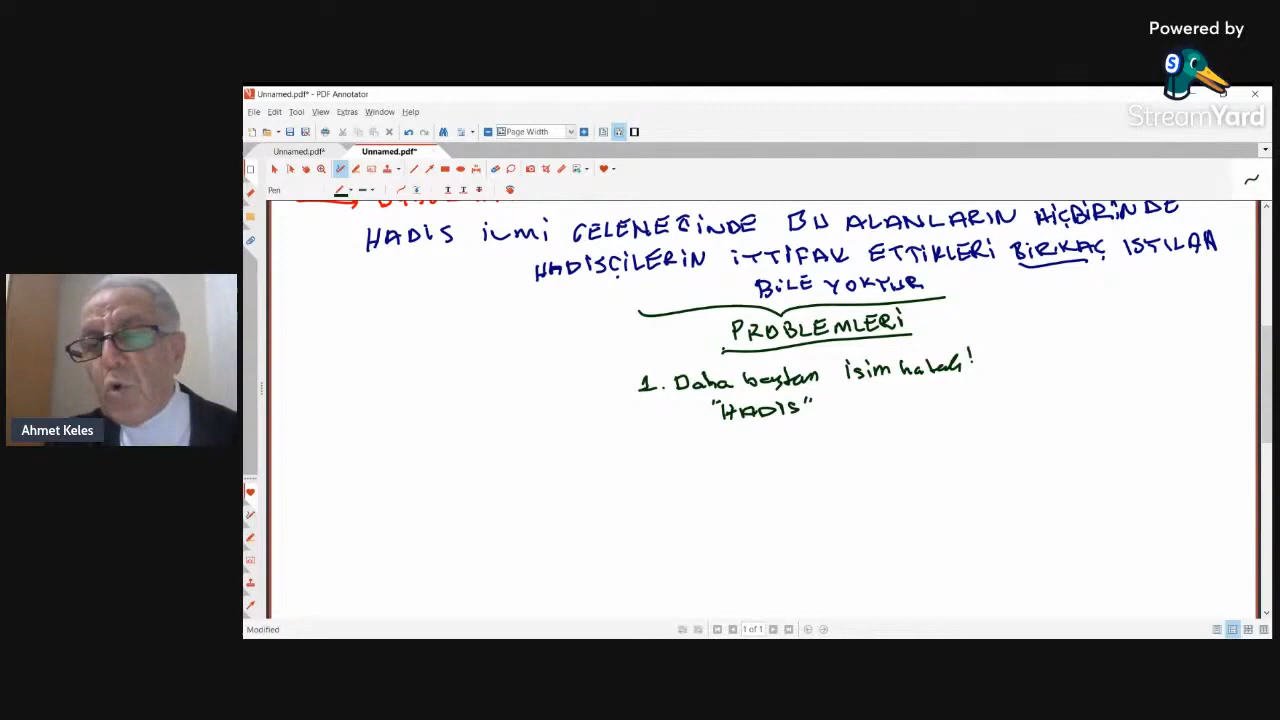 Powered by
StreamYard
Unnamed.pdf* - PDF Annotator
File Edit Tool View Extras Window Help
Page Width
Unnamed.pdf* Unnamed.pdf*
Pen
HADİS İLMİ GELENEĞİNDE BU ALANLARIN HİÇBİRİNDE
HADİSÇİLERİN İTTİFAK ETTİKLERİ BİRKAÇ ISTILAH
BİLE YOKTUR
PROBLEMLERİ
1. Daha baştan isim hatalı!
"HADİS"
Ahmet Keles
Modified
1 of 1